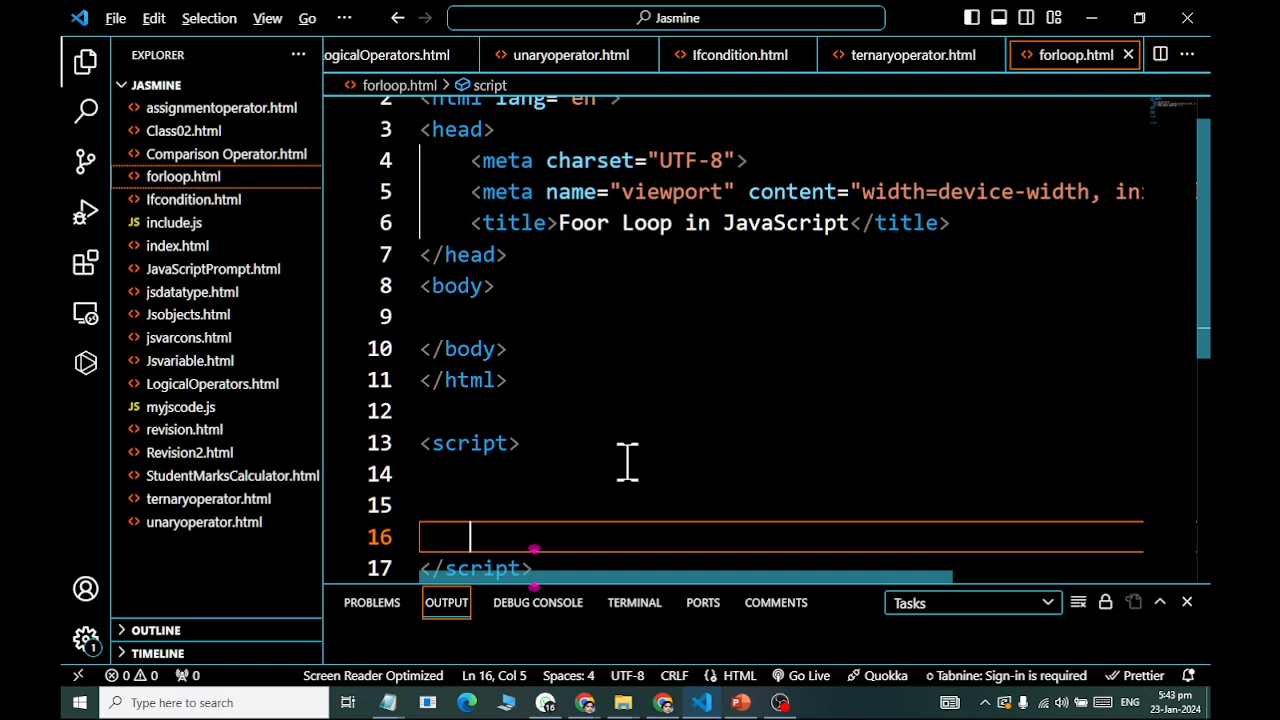 File Edit Selection View Go ··· Jasmine
EXPLORER ···
ogicalOperators.html unaryoperator.html Ifcondition.html ternaryoperator.html forloop.html ···
JASMINE
forloop.html > script
assignmentoperator.html
Class02.html
Comparison Operator.html
forloop.html
Ifcondition.html
include.js
index.html
JavaScriptPrompt.html
jsdatatype.html
Jsobjects.html
jsvarcons.html
Jsvariable.html
LogicalOperators.html
myjscode.js
revision.html
Revision2.html
StudentMarksCalculator.html
ternaryoperator.html
unaryoperator.html
OUTLINE
TIMELINE
2 <html lang="en">
3 <head>
4 <meta charset="UTF-8">
5 <meta name="viewport" content="width=device-width, in
6 <title>Foor Loop in JavaScript</title>
7 </head>
8 <body>
9
10 </body>
11 </html>
12
13 <script>
14
15
16
17 </script>
PROBLEMS OUTPUT DEBUG CONSOLE TERMINAL PORTS COMMENTS Tasks
1
0 0 0 Screen Reader Optimized Ln 16, Col 5 Spaces: 4 UTF-8 CRLF HTML Go Live Quokka Tabnine: Sign-in is required Prettier
Type here to search 16 5:43 pm
23-Jan-2024